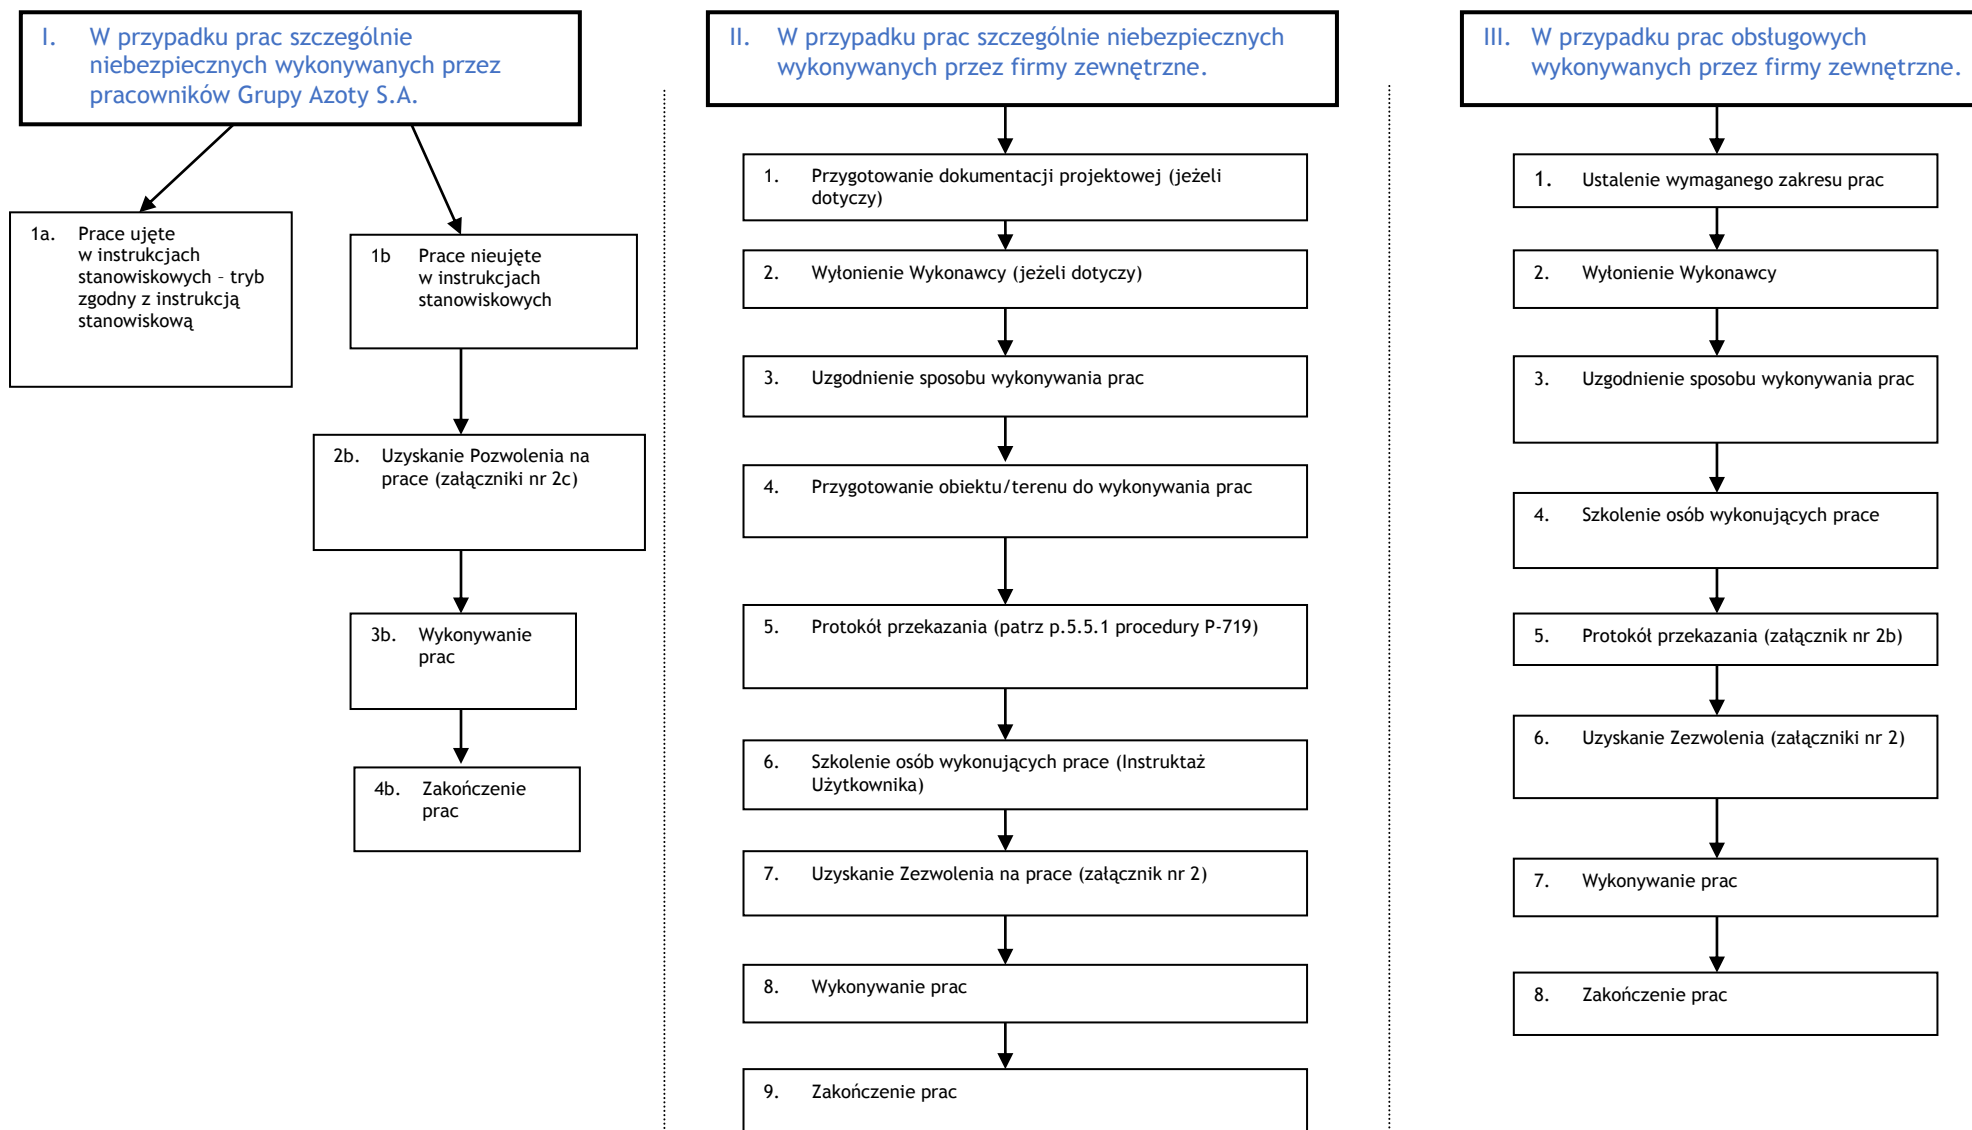 I. W przypadku prac szczególnie
niebezpiecznych wykonywanych przez
pracowników Grupy Azoty S.A.
1a. Prace ujęte
w instrukcjach
stanowiskowych – tryb
zgodny z instrukcją
stanowiskową
1b Prace nieujęte
w instrukcjach
stanowiskowych
2b. Uzyskanie Pozwolenia na
prace (załączniki nr 2c)
3b. Wykonywanie
prac
4b. Zakończenie
prac
II. W przypadku prac szczególnie niebezpiecznych
wykonywanych przez firmy zewnętrzne.
1. Przygotowanie dokumentacji projektowej (jeżeli
dotyczy)
2. Wyłonienie Wykonawcy (jeżeli dotyczy)
3. Uzgodnienie sposobu wykonywania prac
4. Przygotowanie obiektu/terenu do wykonywania prac
5. Protokół przekazania (patrz p.5.5.1 procedury P-719)
6. Szkolenie osób wykonujących prace (Instruktaż
Użytkownika)
7. Uzyskanie Zezwolenia na prace (załącznik nr 2)
8. Wykonywanie prac
9. Zakończenie prac
III. W przypadku prac obsługowych
wykonywanych przez firmy zewnętrzne.
1. Ustalenie wymaganego zakresu prac
2. Wyłonienie Wykonawcy
3. Uzgodnienie sposobu wykonywania prac
4. Szkolenie osób wykonujących prace
5. Protokół przekazania (załącznik nr 2b)
6. Uzyskanie Zezwolenia (załączniki nr 2)
7. Wykonywanie prac
8. Zakończenie prac